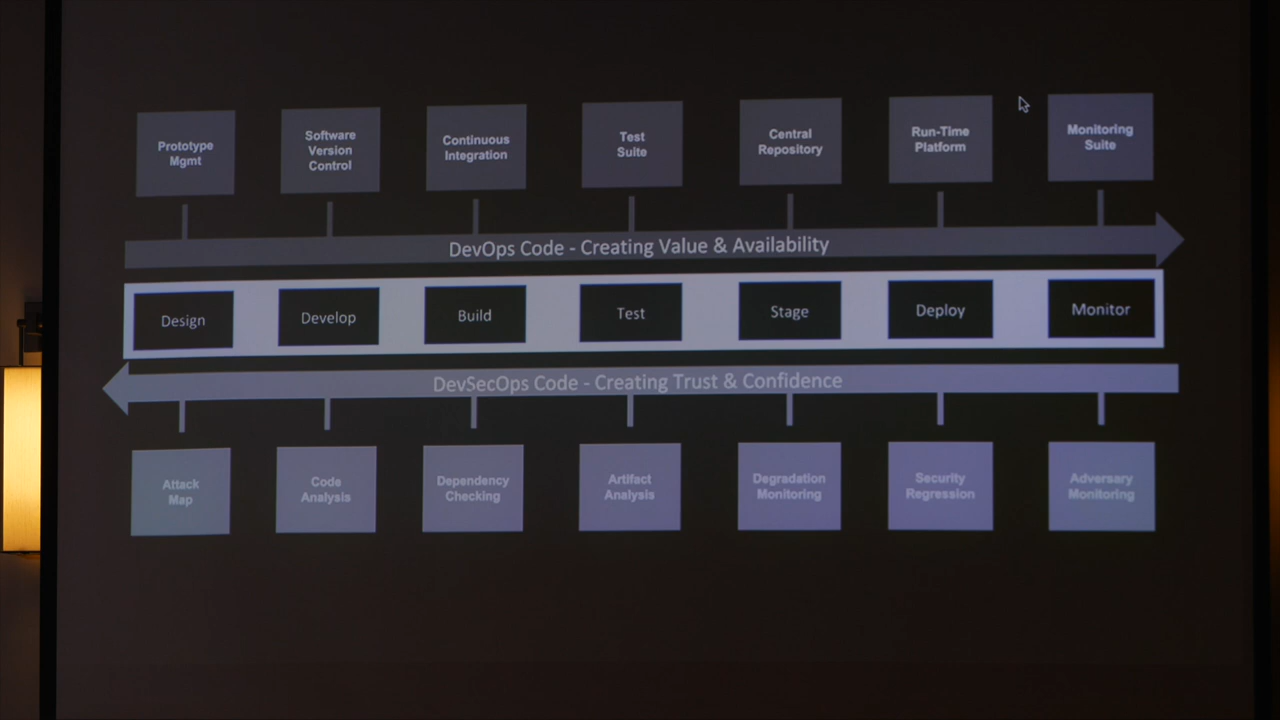 Prototype
Mgmt
Software
Version
Control
Continuous
Integration
Test
Suite
Central
Repository
Run-Time
Platform
Monitoring
Suite
DevOps Code - Creating Value & Availability
Design
Develop
Build
Test
Stage
Deploy
Monitor
DevSecOps Code - Creating Trust & Confidence
Attack
Map
Code
Analysis
Dependency
Checking
Artifact
Analysis
Degradation
Monitoring
Security
Regression
Adversary
Monitoring